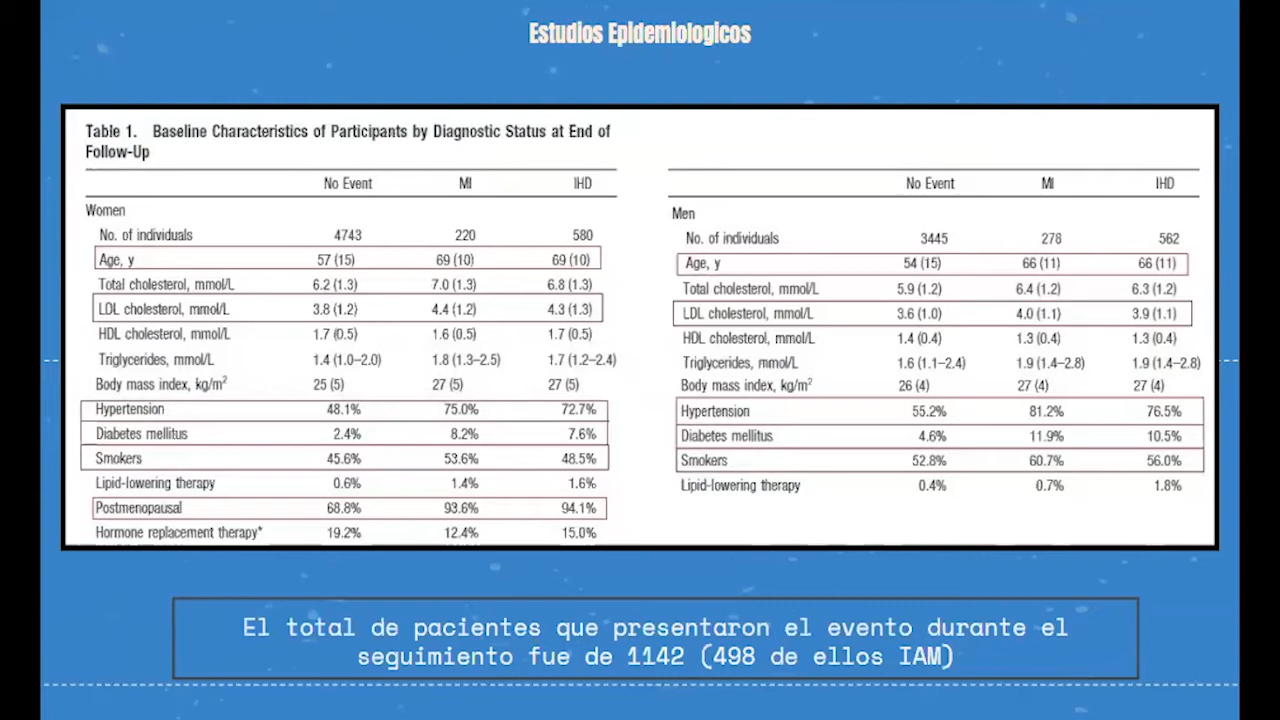 Estudios Epidemiologicos
Table 1. Baseline Characteristics of Participants by Diagnostic Status at End of
Follow-Up
No Event MI IHD
Women
No. of individuals 4743 220 580
Age, y 57 (15) 69 (10) 69 (10)
Total cholesterol, mmol/L 6.2 (1.3) 7.0 (1.3) 6.8 (1.3)
LDL cholesterol, mmol/L 3.8 (1.2) 4.4 (1.2) 4.3 (1.3)
HDL cholesterol, mmol/L 1.7 (0.5) 1.6 (0.5) 1.7 (0.5)
Triglycerides, mmol/L 1.4 (1.0–2.0) 1.8 (1.3–2.5) 1.7 (1.2–2.4)
Body mass index, kg/m² 25 (5) 27 (5) 27 (5)
Hypertension 48.1% 75.0% 72.7%
Diabetes mellitus 2.4% 8.2% 7.6%
Smokers 45.6% 53.6% 48.5%
Lipid-lowering therapy 0.6% 1.4% 1.6%
Postmenopausal 68.8% 93.6% 94.1%
Hormone replacement therapy* 19.2% 12.4% 15.0%
No Event MI IHD
Men
No. of individuals 3445 278 562
Age, y 54 (15) 66 (11) 66 (11)
Total cholesterol, mmol/L 5.9 (1.2) 6.4 (1.2) 6.3 (1.2)
LDL cholesterol, mmol/L 3.6 (1.0) 4.0 (1.1) 3.9 (1.1)
HDL cholesterol, mmol/L 1.4 (0.4) 1.3 (0.4) 1.3 (0.4)
Triglycerides, mmol/L 1.6 (1.1–2.4) 1.9 (1.4–2.8) 1.9 (1.4–2.8)
Body mass index, kg/m² 26 (4) 27 (4) 27 (4)
Hypertension 55.2% 81.2% 76.5%
Diabetes mellitus 4.6% 11.9% 10.5%
Smokers 52.8% 60.7% 56.0%
Lipid-lowering therapy 0.4% 0.7% 1.8%
El total de pacientes que presentaron el evento durante el
seguimiento fue de 1142 (498 de ellos IAM)